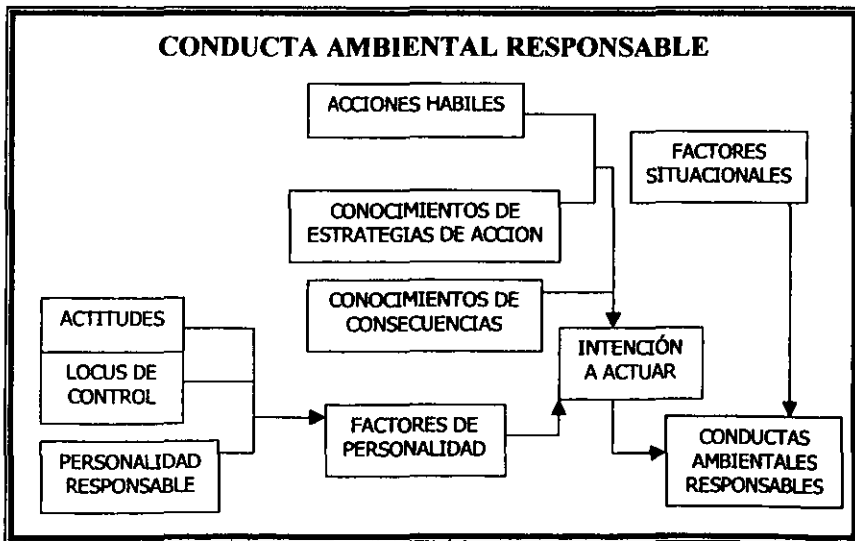 CONDUCTA AMBIENTAL RESPONSABLE
ACCIONES HABILES
FACTORES
SITUACIONALES
CONOCIMIENTOS DE
ESTRATEGIAS DE ACCION
CONOCIMIENTOS DE
CONSECUENCIAS
ACTITUDES
LOCUS DE
CONTROL
PERSONALIDAD
RESPONSABLE
FACTORES DE
PERSONALIDAD
INTENCIÓN
A ACTUAR
CONDUCTAS
AMBIENTALES
RESPONSABLES